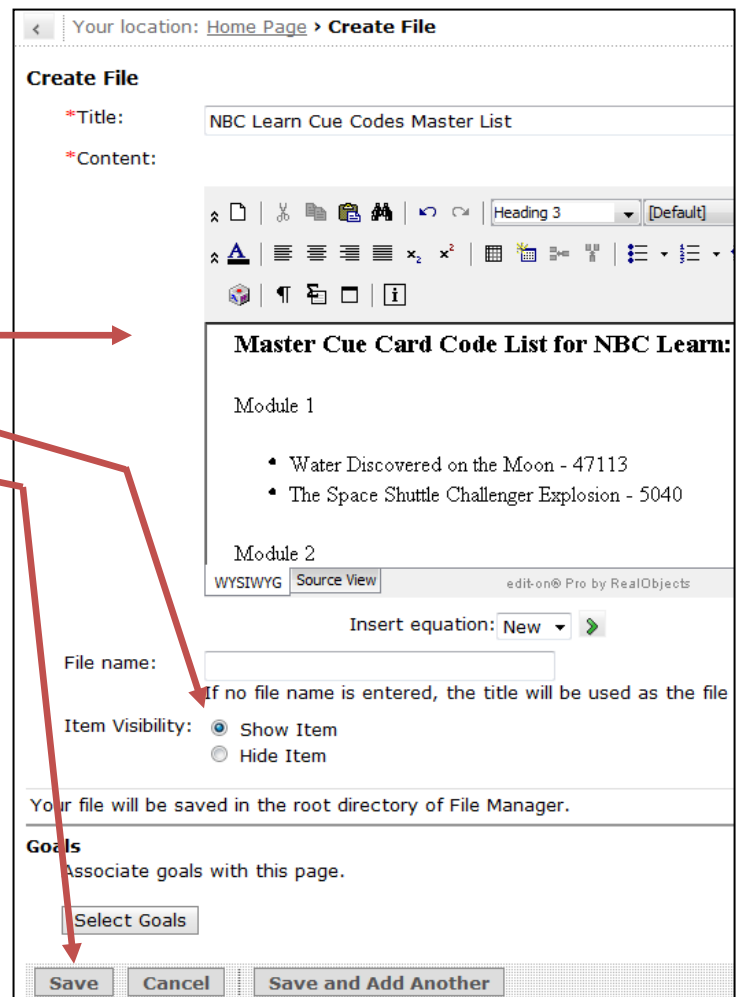 Your location: Home Page › Create File
Create File
*Title: NBC Learn Cue Codes Master List
*Content:
Heading 3 [Default]
Master Cue Card Code List for NBC Learn:
Module 1
• Water Discovered on the Moon - 47113
• The Space Shuttle Challenger Explosion - 5040
Module 2
WYSIWYG Source View edit-on® Pro by RealObjects
Insert equation: New
File name:
If no file name is entered, the title will be used as the file
Item Visibility: Show Item
Hide Item
Your file will be saved in the root directory of File Manager.
Goals
Associate goals with this page.
Select Goals
Save Cancel Save and Add Another